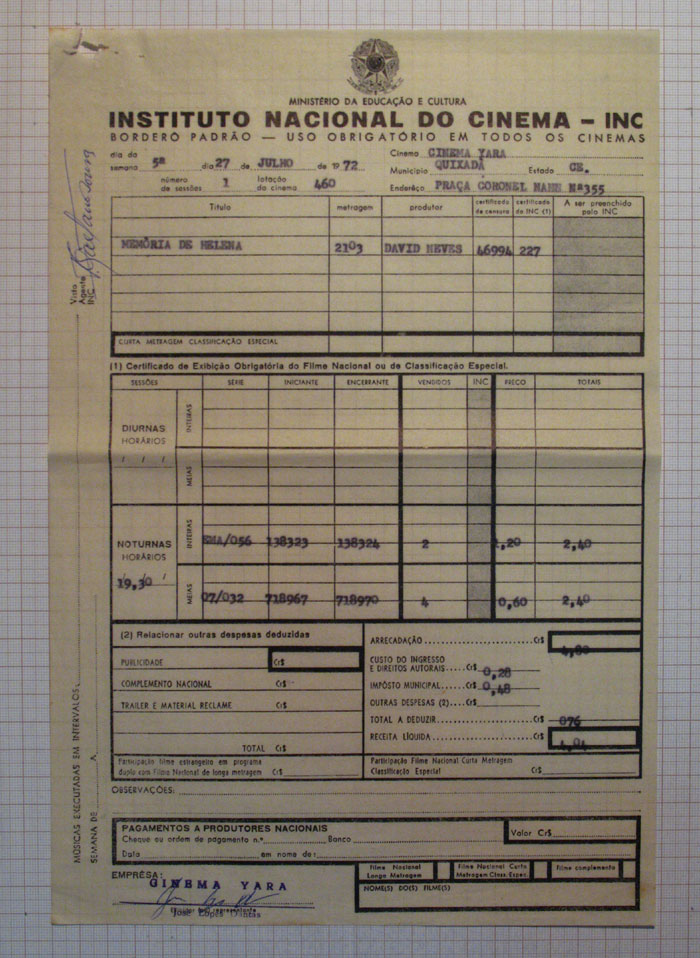 MINISTÉRIO DA EDUCAÇÃO E CULTURA
INSTITUTO NACIONAL DO CINEMA – INC
BORDERÔ PADRÃO — USO OBRIGATÓRIO EM TODOS OS CINEMAS
dia da semana 5ª dia 27 de JULHO de 1972
número de sessões 1 lotação do cinema 460
Cinema CINEMA YARA
Município QUIXADÁ Estado CE.
Endereço PRAÇA CORONEL NANN Nº355
Título metragem produtor certificado de censura certificado do INC (1) A ser preenchido pelo INC
MEMÓRIA DE HELENA 2103 DAVID NEVES 46994 227
CURTA METRAGEM CLASSIFICAÇÃO ESPECIAL
(1) Certificado de Exibição Obrigatória do Filme Nacional ou de Classificação Especial.
SESSÕES SÉRIE INICIANTE ENCERRANTE VENDIDOS INC PREÇO TOTAIS
DIURNAS
HORÁRIOS
INTEIRAS
MEIAS
NOTURNAS
HORÁRIOS
19,30
INTEIRAS EMA/056 138323 138324 2 1,20 2,40
MEIAS 07/032 718967 718970 4 0,60 2,40
(2) Relacionar outras despesas deduzidas
PUBLICIDADE Cr$
COMPLEMENTO NACIONAL Cr$
TRAILER E MATERIAL RECLAME Cr$
TOTAL Cr$
Participação filme estrangeiro em programa
duplo com Filme Nacional de longa metragem Cr$
ARRECADAÇÃO Cr$ 4,80
CUSTO DO INGRESSO
E DIREITOS AUTORAIS Cr$ 0,28
IMPÔSTO MUNICIPAL Cr$ 0,48
OUTRAS DESPESAS (2) Cr$
TOTAL A DEDUZIR Cr$ 076
RECEITA LÍQUIDA Cr$ 4,04
Participação Filme Nacional Curta Metragem
Classificação Especial Cr$
OBSERVAÇÕES:
PAGAMENTOS A PRODUTORES NACIONAIS Valor Cr$
Cheque ou ordem de pagamento n.º Banco
Data em nome de:
EMPRÊSA:
CINEMA YARA
José Lopes Dantas
Filme Nacional Longa Metragem
Filme Nacional Curto Metragem Class. Espec.
Filme complemento
NOME(S) DO(S) FILME(S)
Visto Agente INC
MÚSICAS EXECUTADAS EM INTERVALOS
SEMANA DE A